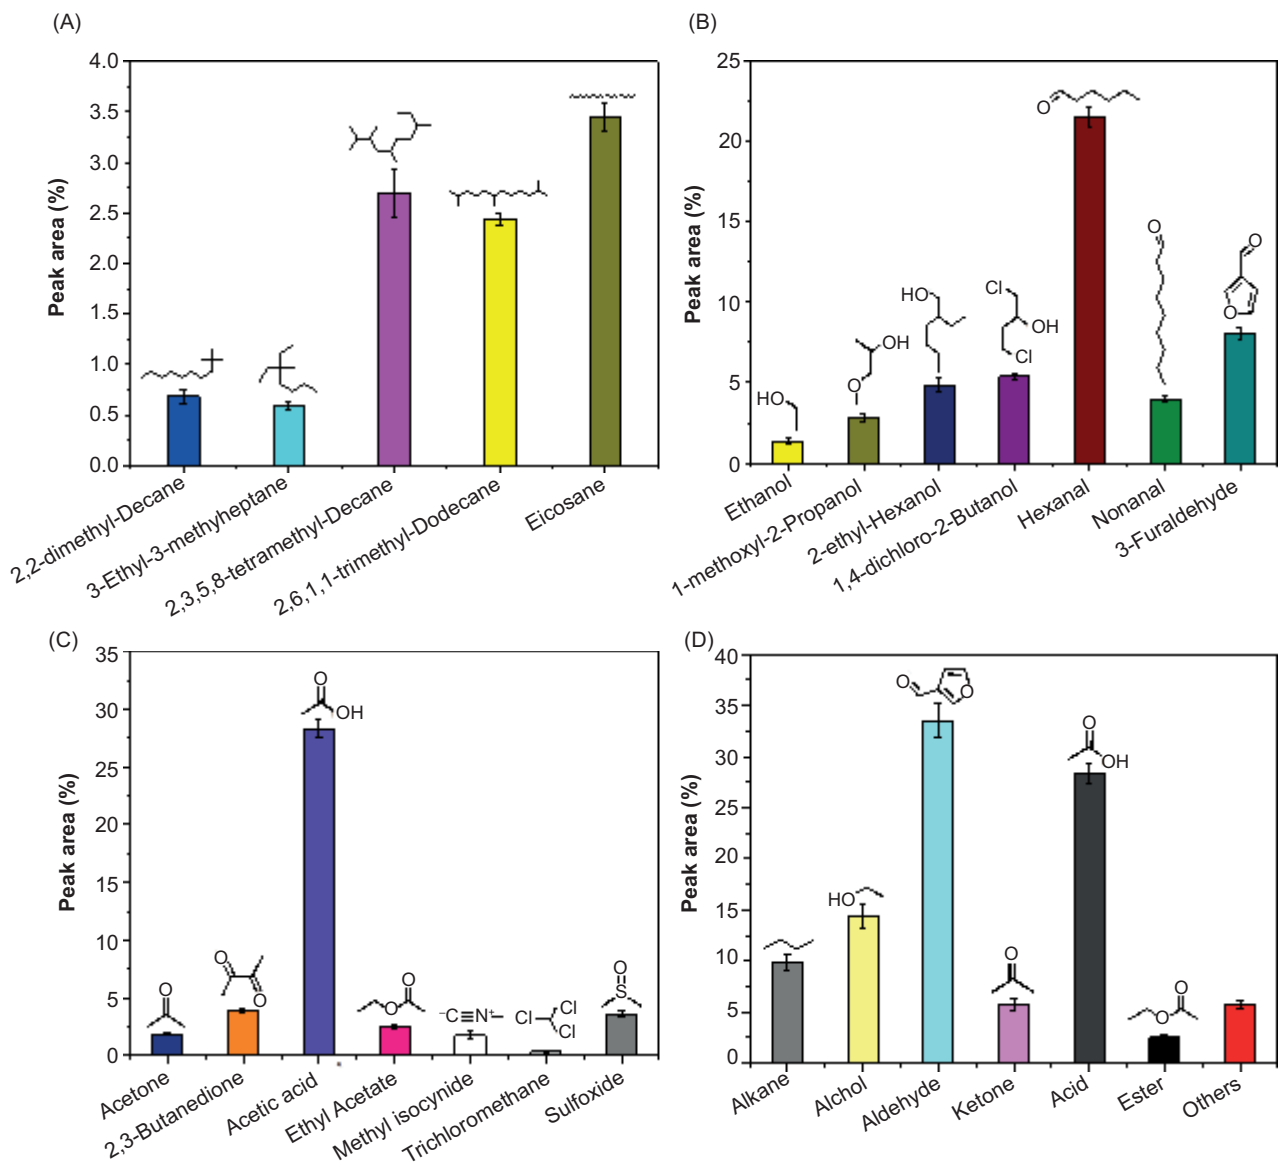 (A)
4.0
3.5
3.0
2.5
2.0
1.5
1.0
0.5
0.0
Peak area (%)
2,2-dimethyl-Decane
3-Ethyl-3-methyheptane
2,3,5,8-tetramethyl-Decane
2,6,1,1-trimethyl-Dodecane
Eicosane
(B)
25
20
15
10
5
0
Peak area (%)
HO
OH
O
HO
Cl
OH
Cl
O
O
O
O
Ethanol
1-methoxyl-2-Propanol
2-ethyl-Hexanol
1,4-dichloro-2-Butanol
Hexanal
Nonanal
3-Furaldehyde
(C)
35
30
25
20
15
10
5
0
Peak area (%)
O
O
O
O
OH
O
O
⁻C≡N⁺
Cl
Cl
Cl
O
S
Acetone
2,3-Butanedione
Acetic acid
Ethyl Acetate
Methyl isocynide
Trichloromethane
Sulfoxide
(D)
40
35
30
25
20
15
10
5
0
Peak area (%)
HO
O
O
O
O
OH
O
O
Alkane
Alchol
Aldehyde
Ketone
Acid
Ester
Others